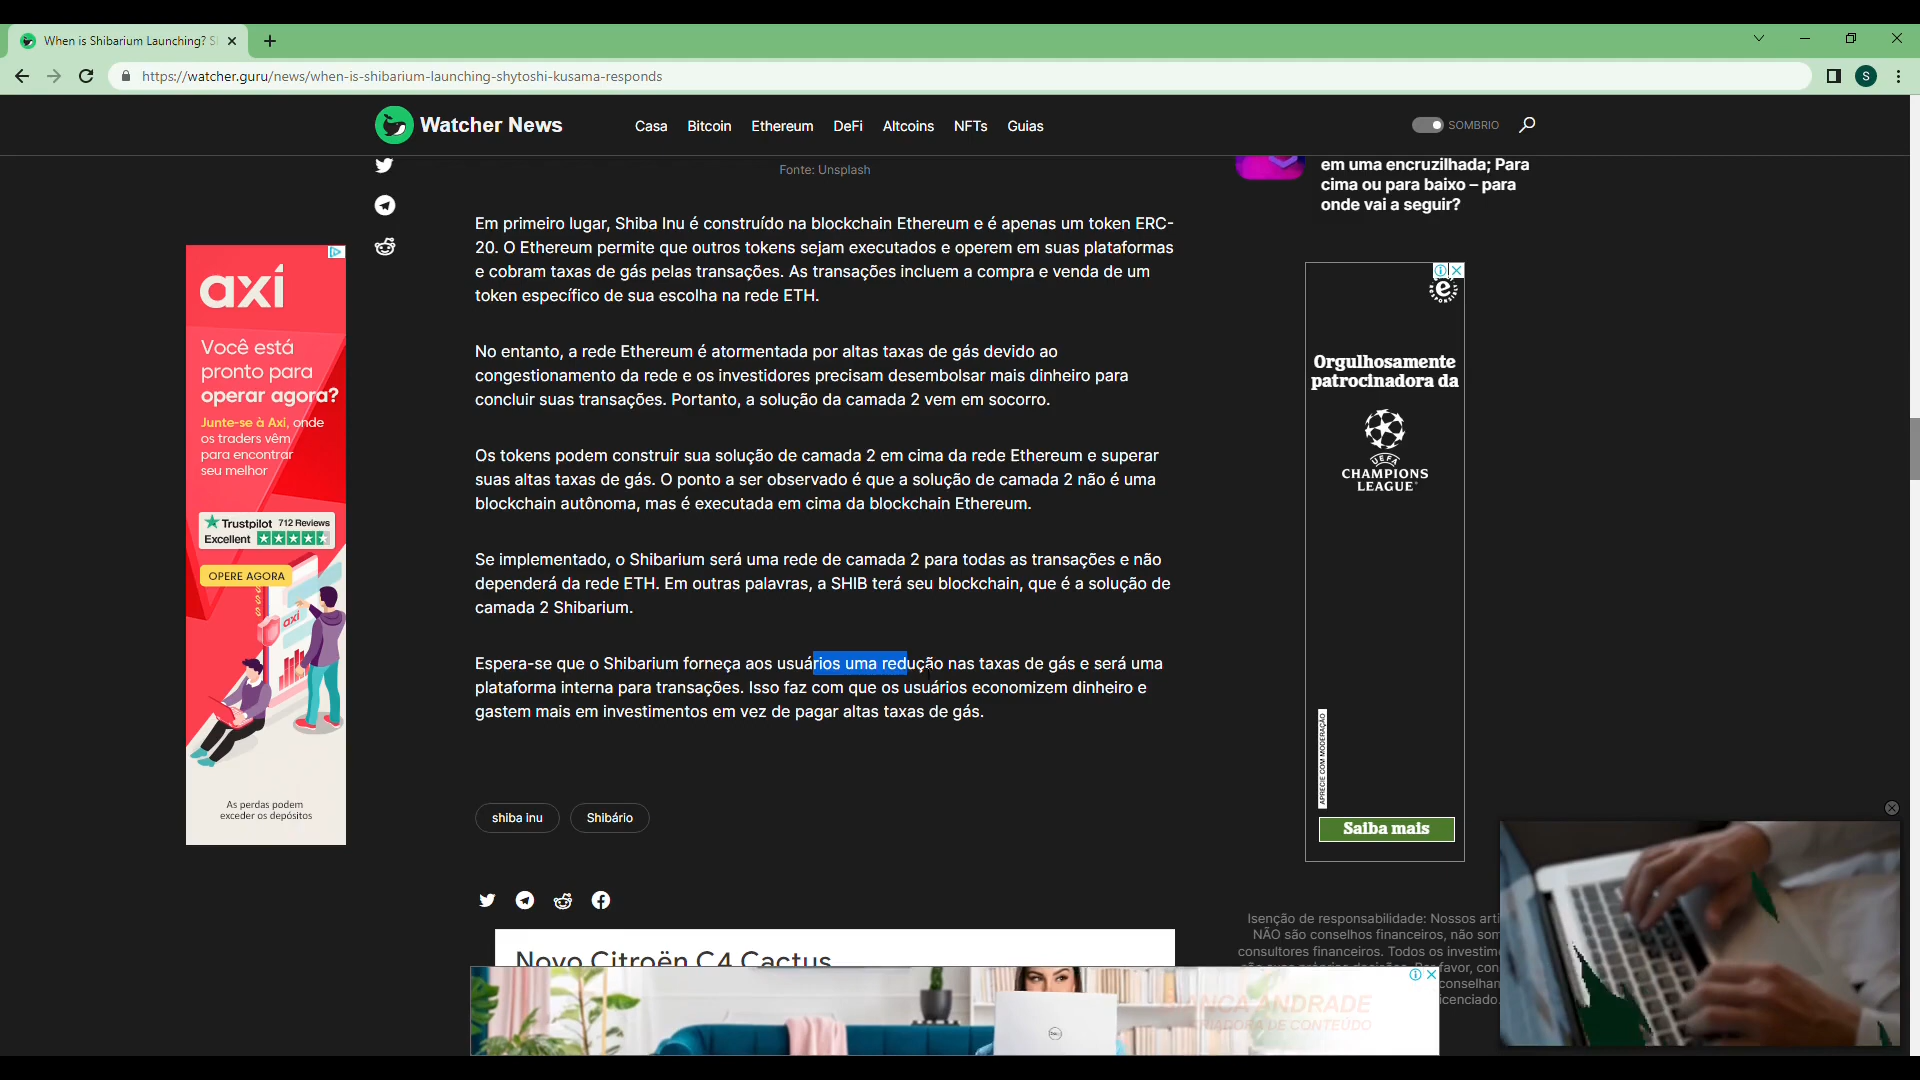 When is Shibarium Launching? S
https://watcher.guru/news/when-is-shibarium-launching-shytoshi-kusama-responds
S
Watcher News
Casa
Bitcoin
Ethereum
DeFi
Altcoins
NFTs
Guias
SOMBRIO
Fonte: Unsplash
Em primeiro lugar, Shiba Inu é construído na blockchain Ethereum e é apenas um token ERC-
20. O Ethereum permite que outros tokens sejam executados e operem em suas plataformas
e cobram taxas de gás pelas transações. As transações incluem a compra e venda de um
token específico de sua escolha na rede ETH.
No entanto, a rede Ethereum é atormentada por altas taxas de gás devido ao
congestionamento da rede e os investidores precisam desembolsar mais dinheiro para
concluir suas transações. Portanto, a solução da camada 2 vem em socorro.
Os tokens podem construir sua solução de camada 2 em cima da rede Ethereum e superar
suas altas taxas de gás. O ponto a ser observado é que a solução de camada 2 não é uma
blockchain autônoma, mas é executada em cima da blockchain Ethereum.
Se implementado, o Shibarium será uma rede de camada 2 para todas as transações e não
dependerá da rede ETH. Em outras palavras, a SHIB terá seu blockchain, que é a solução de
camada 2 Shibarium.
Espera-se que o Shibarium forneça aos usuários uma redução nas taxas de gás e será uma
plataforma interna para transações. Isso faz com que os usuários economizem dinheiro e
gastem mais em investimentos em vez de pagar altas taxas de gás.
shiba inu
Shibário
axi
Você está
pronto para
operar agora?
Junte-se à Axi, onde
os traders vêm
para encontrar
seu melhor
Trustpilot 712 Reviews
Excellent
OPERE AGORA
axi
As perdas podem
exceder os depósitos
em uma encruzilhada; Para
cima ou para baixo – para
onde vai a seguir?
Orgulhosamente
patrocinadora da
UEFA
CHAMPIONS
LEAGUE
APRECIE COM MODERAÇÃO
Saiba mais
Isenção de responsabilidade: Nossos arti
NÃO são conselhos financeiros, não som
consultores financeiros. Todos os investime
favor, con
conselhan
icenciado.
Novo Citroën C4 Cactus
BIANCA ANDRADE
CRIADORA DE CONTEÚDO
DELL